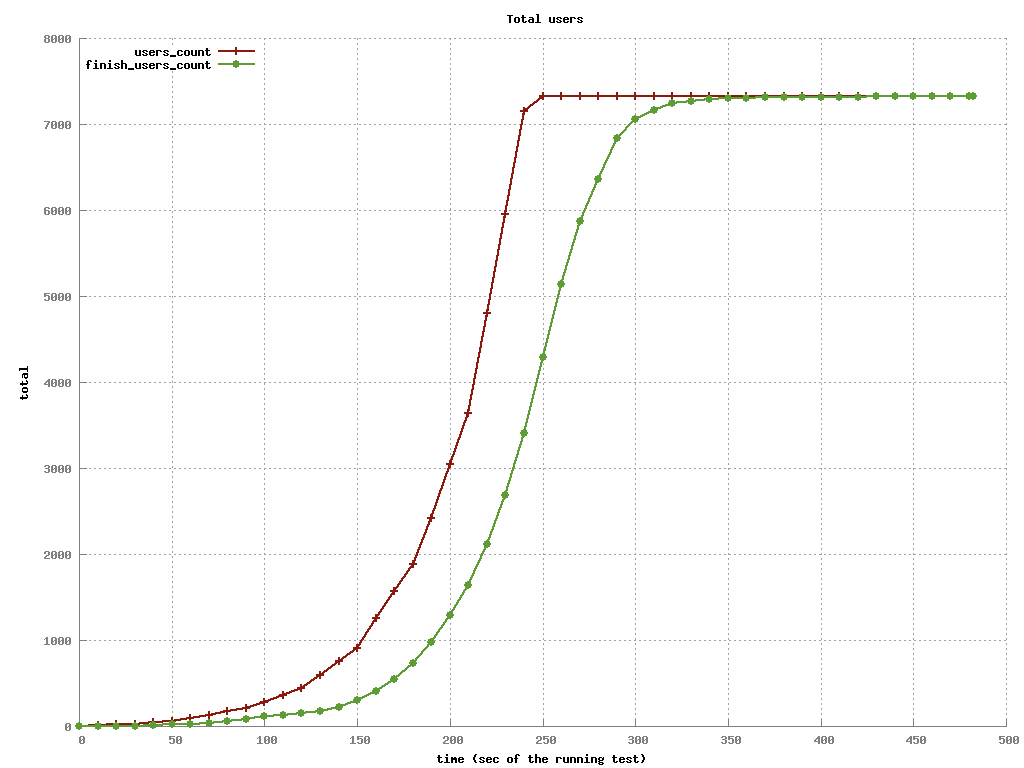 Total users
users_count
finish_users_count
8000
7000
6000
5000
4000
3000
2000
1000
0
total
0 50 100 150 200 250 300 350 400 450 500
time (sec of the running test)